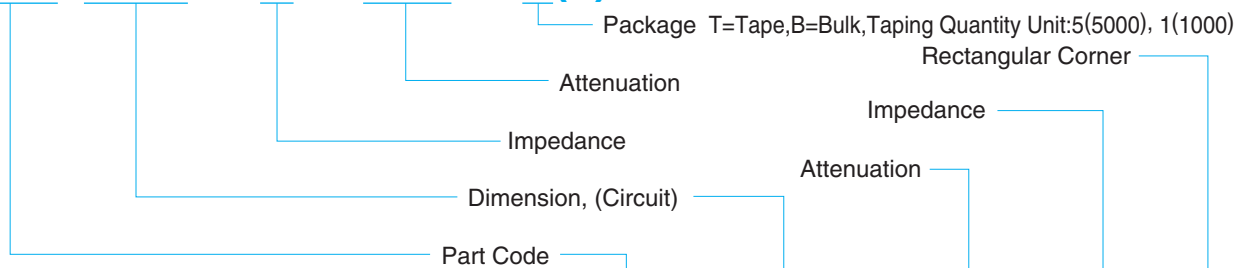 Package T=Tape,B=Bulk,Taping Quantity Unit:5(5000), 1(1000)
Rectangular Corner
Attenuation
Impedance
Impedance
Attenuation
Dimension, (Circuit)
Part Code